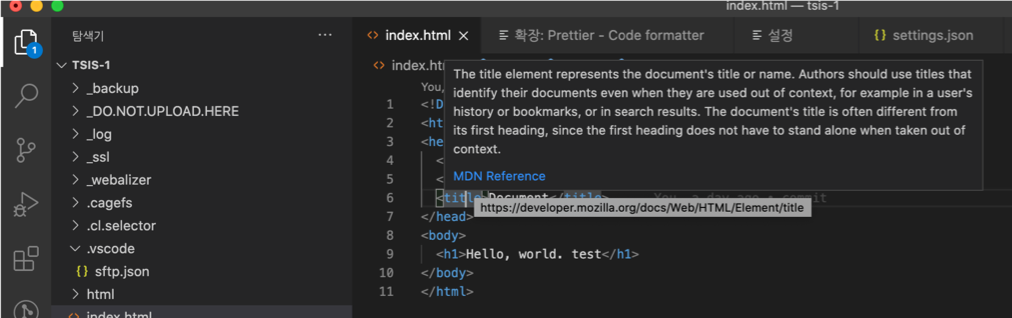 index.html — tsis-1
탐색기 ···
index.html × 확장: Prettier - Code formatter 설정 {} settings.json
1
TSIS-1
_backup
_DO.NOT.UPLOAD.HERE
_log
_ssl
_webalizer
.cagefs
.cl.selector
.vscode
{} sftp.json
html
index.html
<> index.htm
You,
The title element represents the document's title or name. Authors should use titles that
identify their documents even when they are used out of context, for example in a user's
history or bookmarks, or in search results. The document's title is often different from
its first heading, since the first heading does not have to stand alone when taken out of
context.
MDN Reference
1 <!D
2 <ht
3 <he
4 <
5 <
6 <title>Document</title> You, a day ago • commit
https://developer.mozilla.org/docs/Web/HTML/Element/title
7 </head>
8 <body>
9 <h1>Hello, world. test</h1>
10 </body>
11 </html>